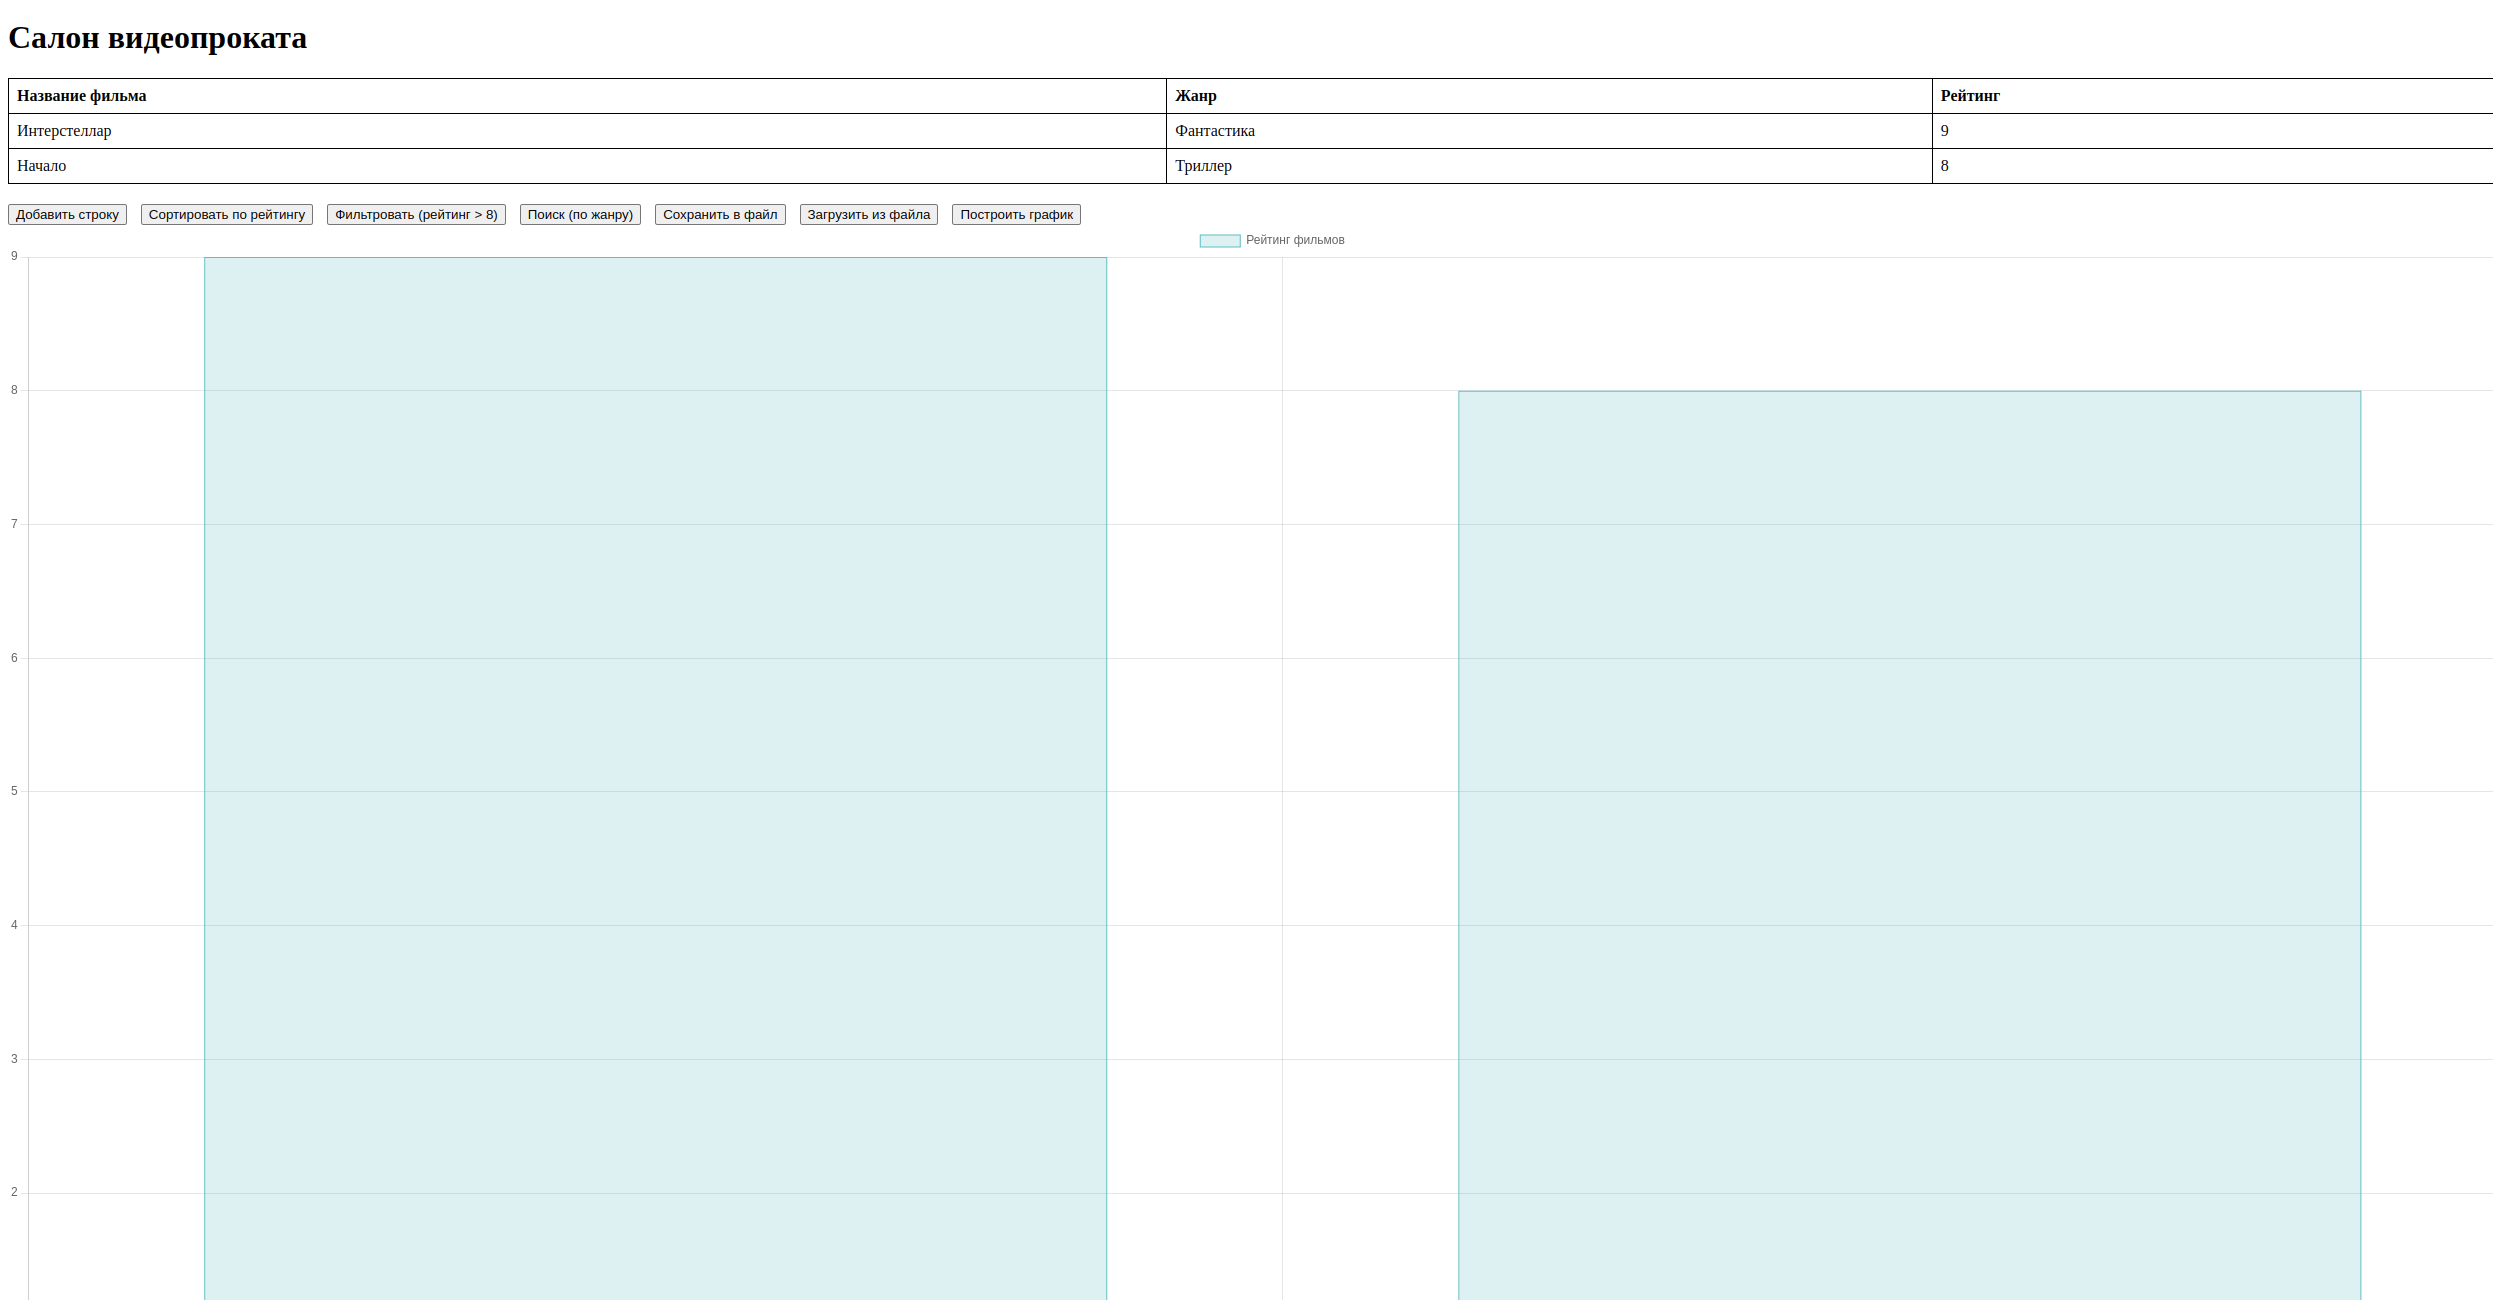 Салон видеопроката
Название фильма Жанр Рейтинг
Интерстеллар Фантастика 9
Начало Триллер 8
Добавить строку Сортировать по рейтингу Фильтровать (рейтинг > 8) Поиск (по жанру) Сохранить в файл Загрузить из файла Построить график
Рейтинг фильмов
9
8
7
6
5
4
3
2